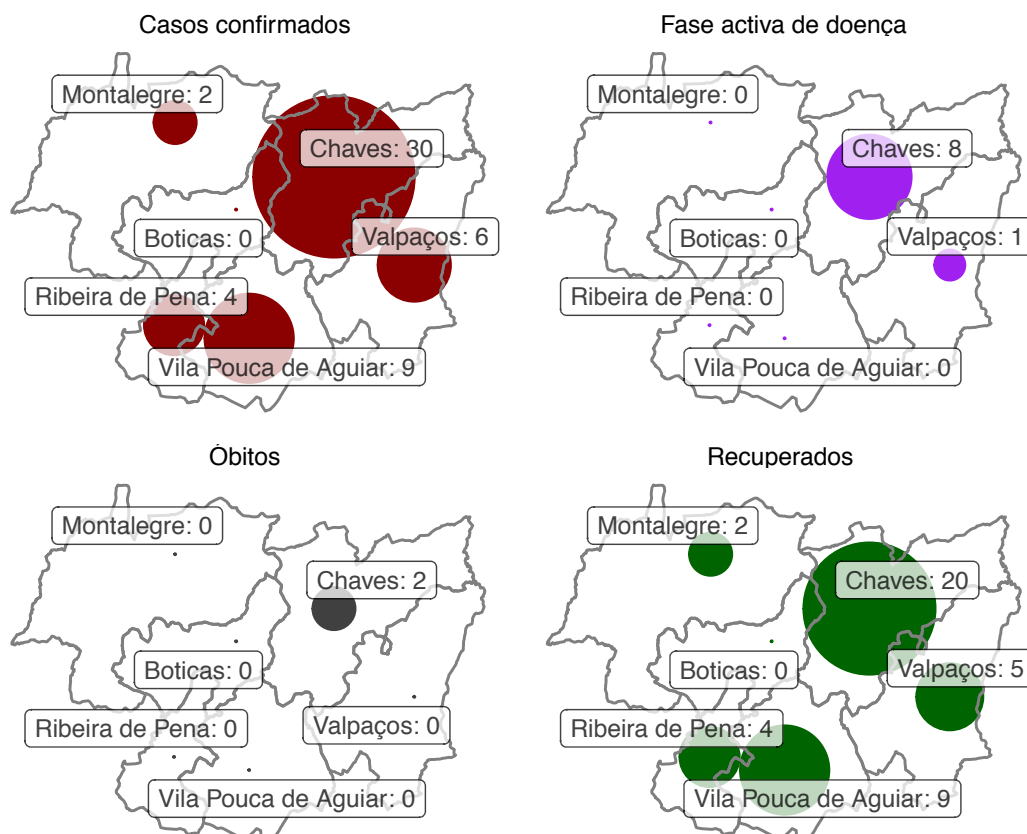 Casos confirmados
Montalegre: 2
Chaves: 30
Boticas: 0
Valpaços: 6
Ribeira de Pena: 4
Vila Pouca de Aguiar: 9
Fase activa de doença
Montalegre: 0
Chaves: 8
Boticas: 0
Valpaços: 1
Ribeira de Pena: 0
Vila Pouca de Aguiar: 0
Óbitos
Montalegre: 0
Chaves: 2
Boticas: 0
Valpaços: 0
Ribeira de Pena: 0
Vila Pouca de Aguiar: 0
Recuperados
Montalegre: 2
Chaves: 20
Boticas: 0
Valpaços: 5
Ribeira de Pena: 4
Vila Pouca de Aguiar: 9